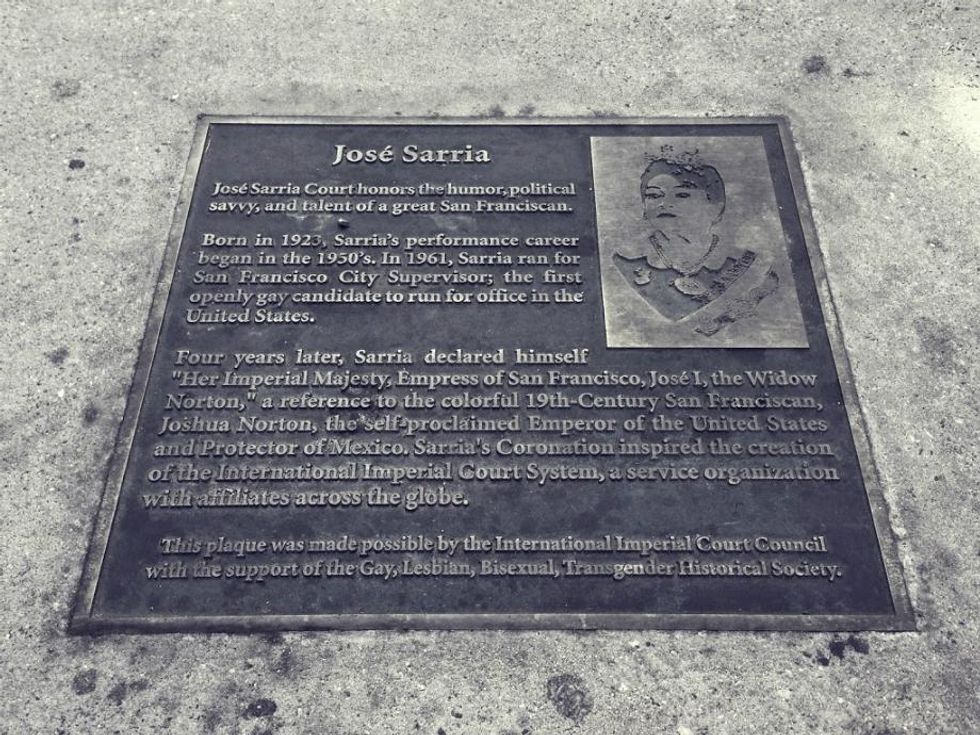 José Sarria
José Sarria Court honors the humor, political
savvy, and talent of a great San Franciscan.
Born in 1923, Sarria's performance career
began in the 1950's. In 1961, Sarria ran for
San Francisco City Supervisor; the first
openly gay candidate to run for office in the
United States.
Four years later, Sarria declared himself
"Her Imperial Majesty, Empress of San Francisco, José I, the Widow
Norton," a reference to the colorful 19th-Century San Franciscan,
Joshua Norton, the self-proclaimed Emperor of the United States
and Protector of Mexico. Sarria's Coronation inspired the creation
of the International Imperial Court System, a service organization
with affiliates across the globe.
This plaque was made possible by the International Imperial Court Council
with the support of the Gay, Lesbian, Bisexual, Transgender Historical Society.